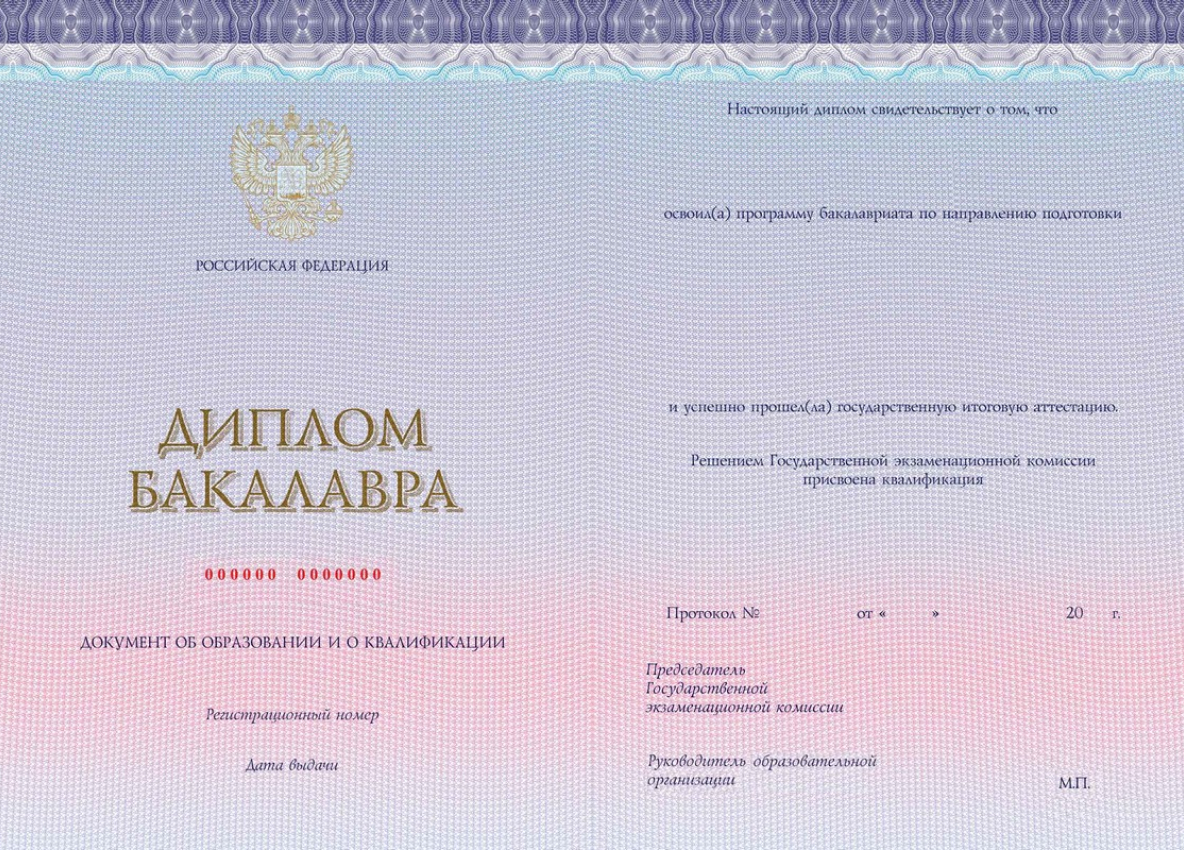 РОССИЙСКАЯ ФЕДЕРАЦИЯ
ДИПЛОМ
БАКАЛАВРА
000000 0000000
ДОКУМЕНТ ОБ ОБРАЗОВАНИИ И О КВАЛИФИКАЦИИ
Регистрационный номер
Дата выдачи
Настоящий диплом свидетельствует о том, что
освоил(а) программу бакалавриата по направлению подготовки
и успешно прошел(ла) государственную итоговую аттестацию.
Решением Государственной экзаменационной комиссии
присвоена квалификация
Протокол № от « » 20 г.
Председатель
Государственной
экзаменационной комиссии
Руководитель образовательной
организации
М.П.